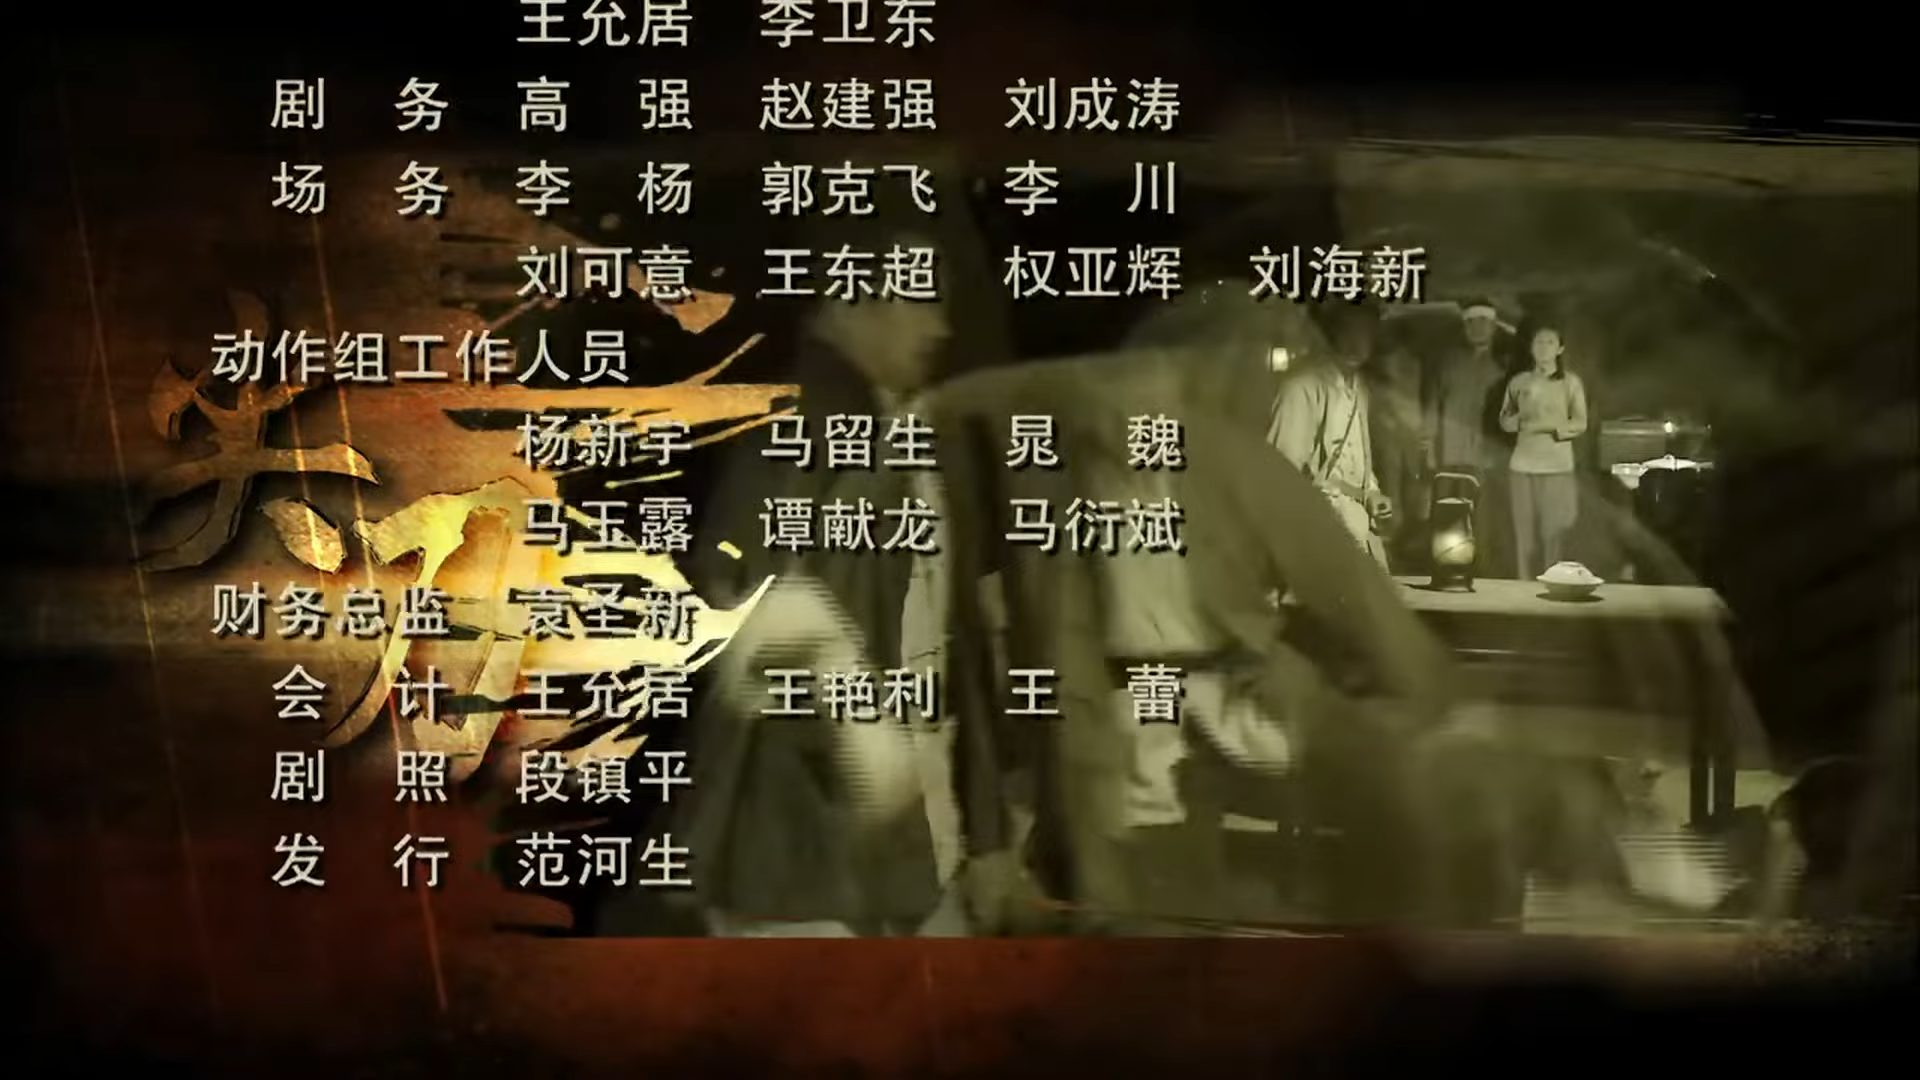 王允居 李卫东
剧 务 高 强 赵建强 刘成涛
场 务 李 杨 郭克飞 李 川
刘可意 王东超 权亚辉 刘海新
动作组工作人员
杨新宇 马留生 晁 魏
马玉露 谭献龙 马衍斌
财务总监 袁圣新
会 计 王允居 王艳利 王 蕾
剧 照 段镇平
发 行 范河生